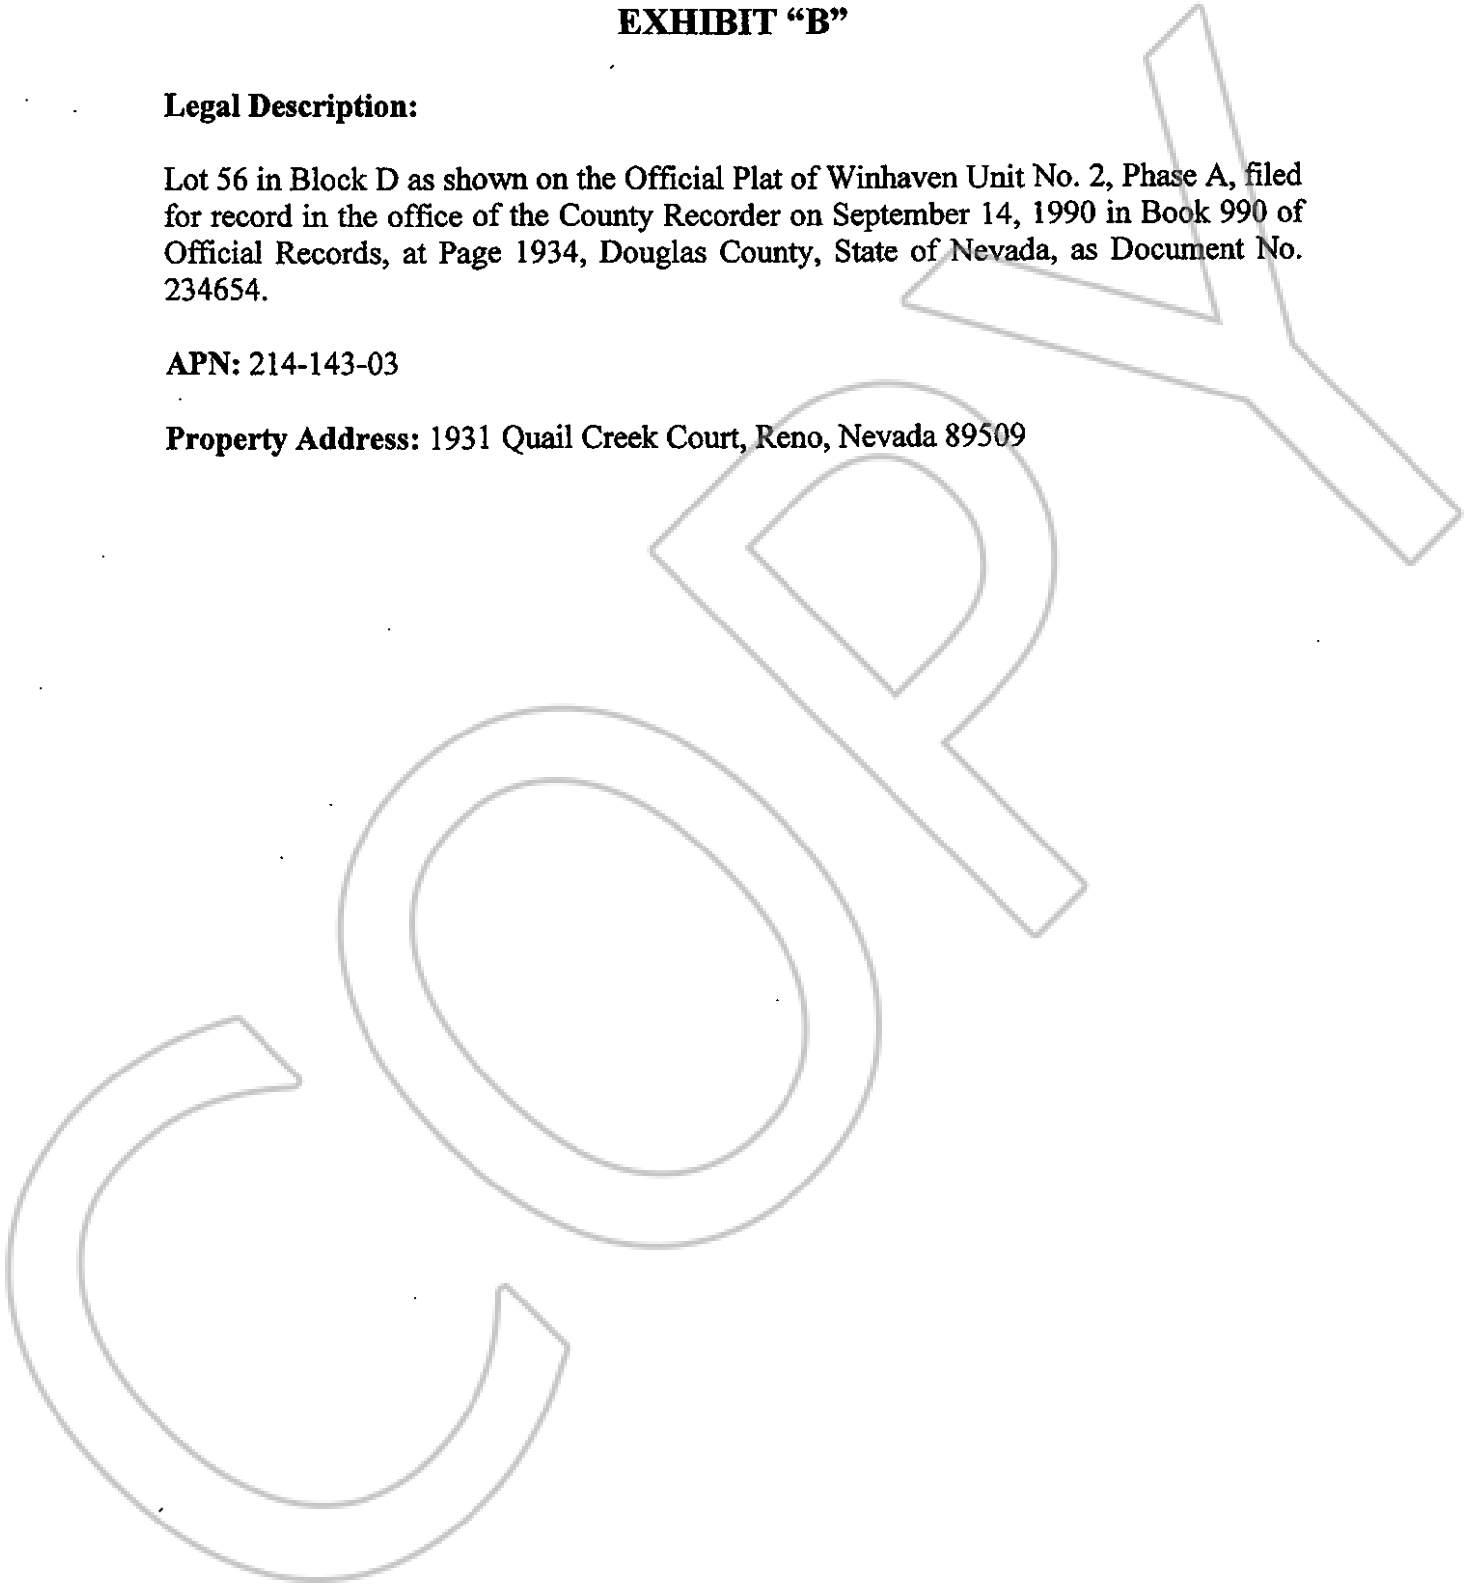 EXHIBIT “B”
Legal Description:
Lot 56 in Block D as shown on the Official Plat of Winhaven Unit No. 2, Phase A, filed
for record in the office of the County Recorder on September 14, 1990 in Book 990 of
Official Records, at Page 1934, Douglas County, State of Nevada, as Document No.
234654.
APN: 214-143-03
Property Address: 1931 Quail Creek Court, Reno, Nevada 89509
COPY